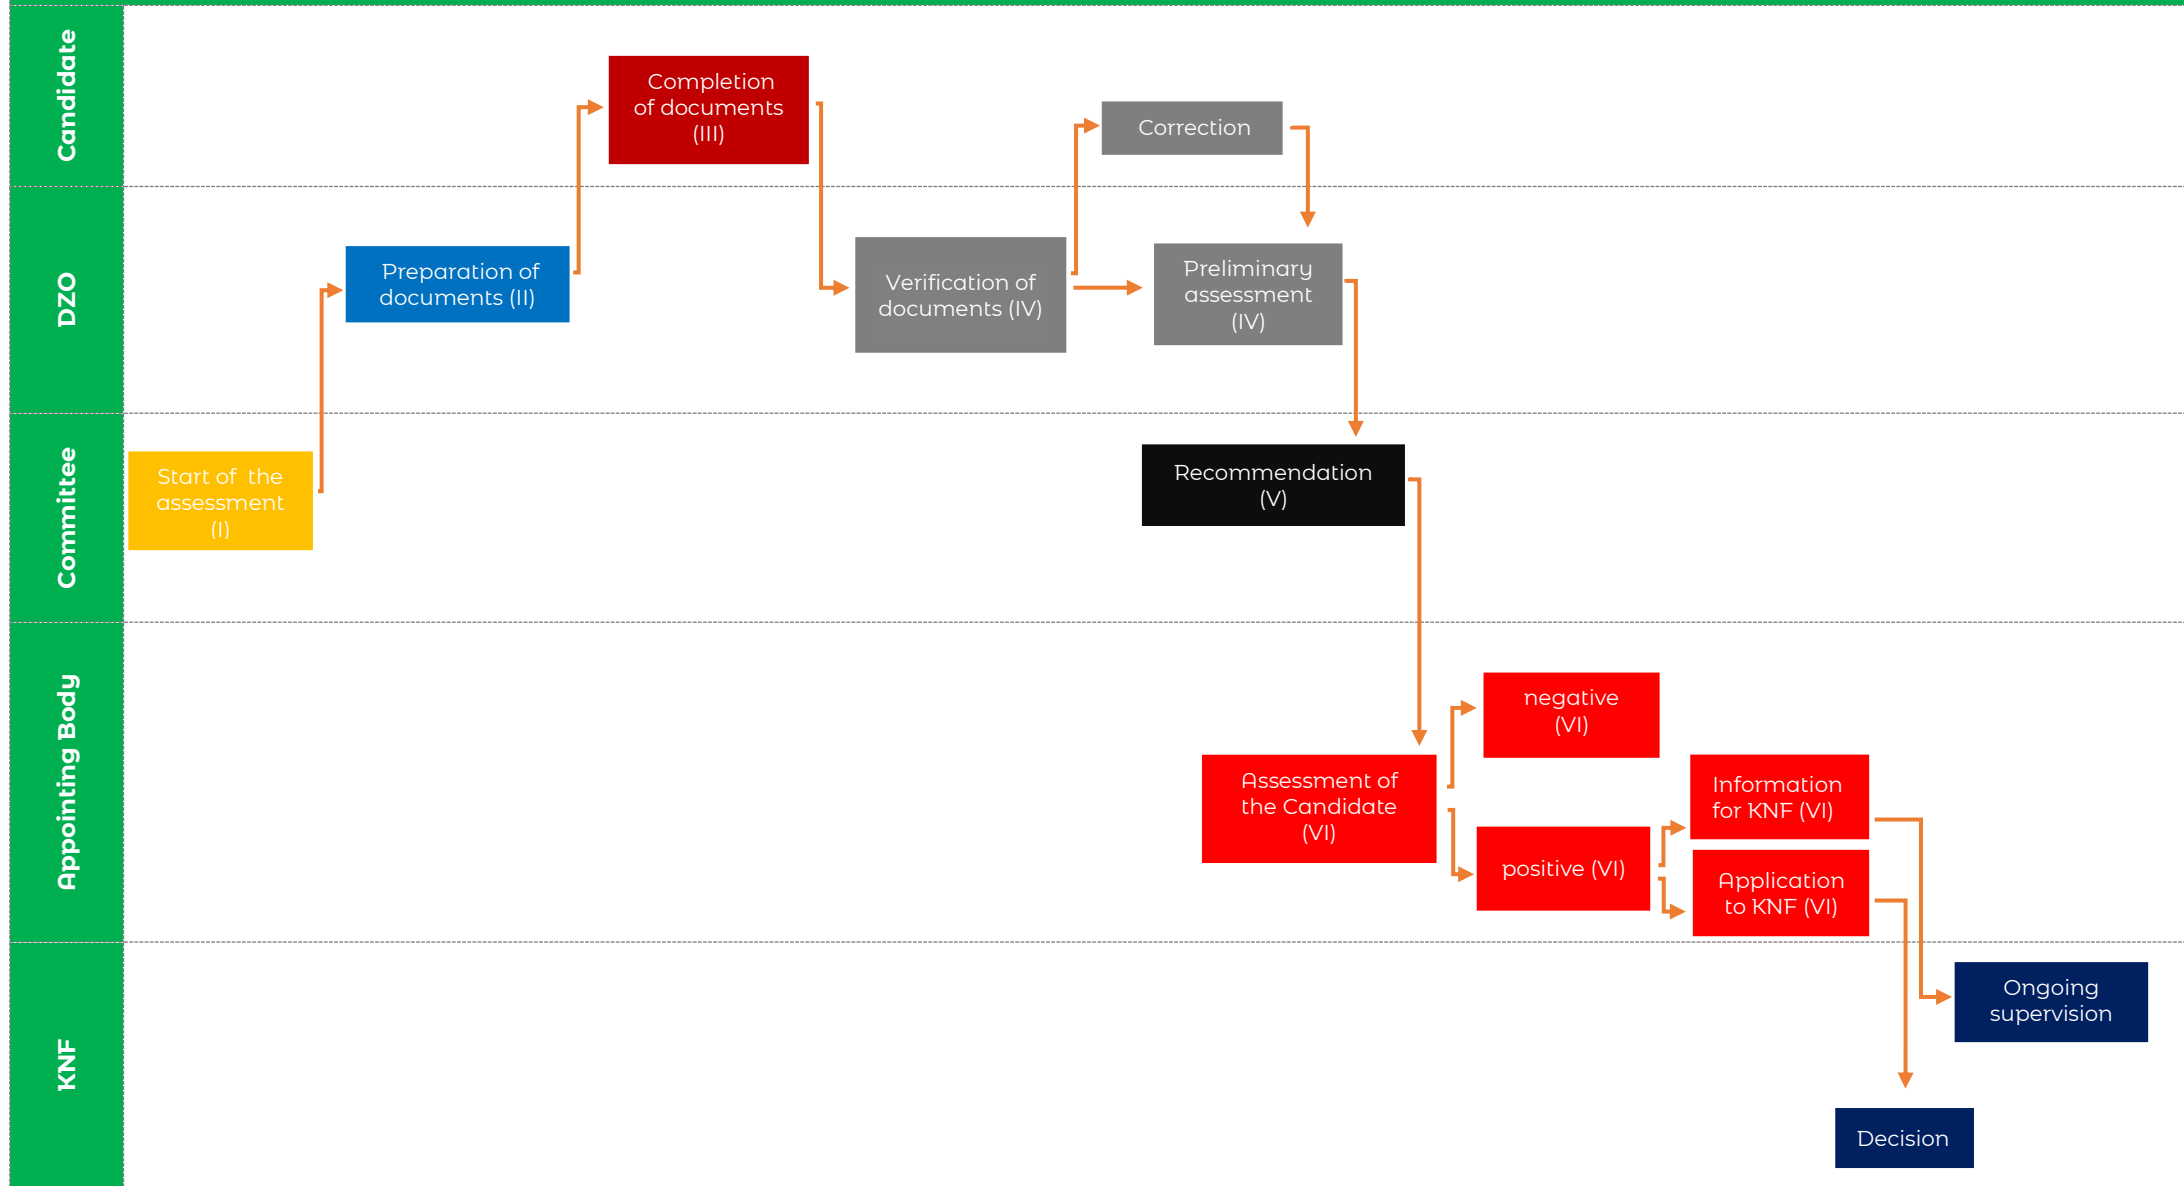 Candidate
Completion
of documents
(III)
Correction
DZO
Preparation of
documents (II)
Verification of
documents (IV)
Preliminary
assessment
(IV)
Committee
Start of the
assessment
(I)
Recommendation
(V)
Appointing Body
negative
(VI)
Assessment of
the Candidate
(VI)
positive (VI)
Information
for KNF (VI)
Application
to KNF (VI)
KNF
Ongoing
supervision
Decision